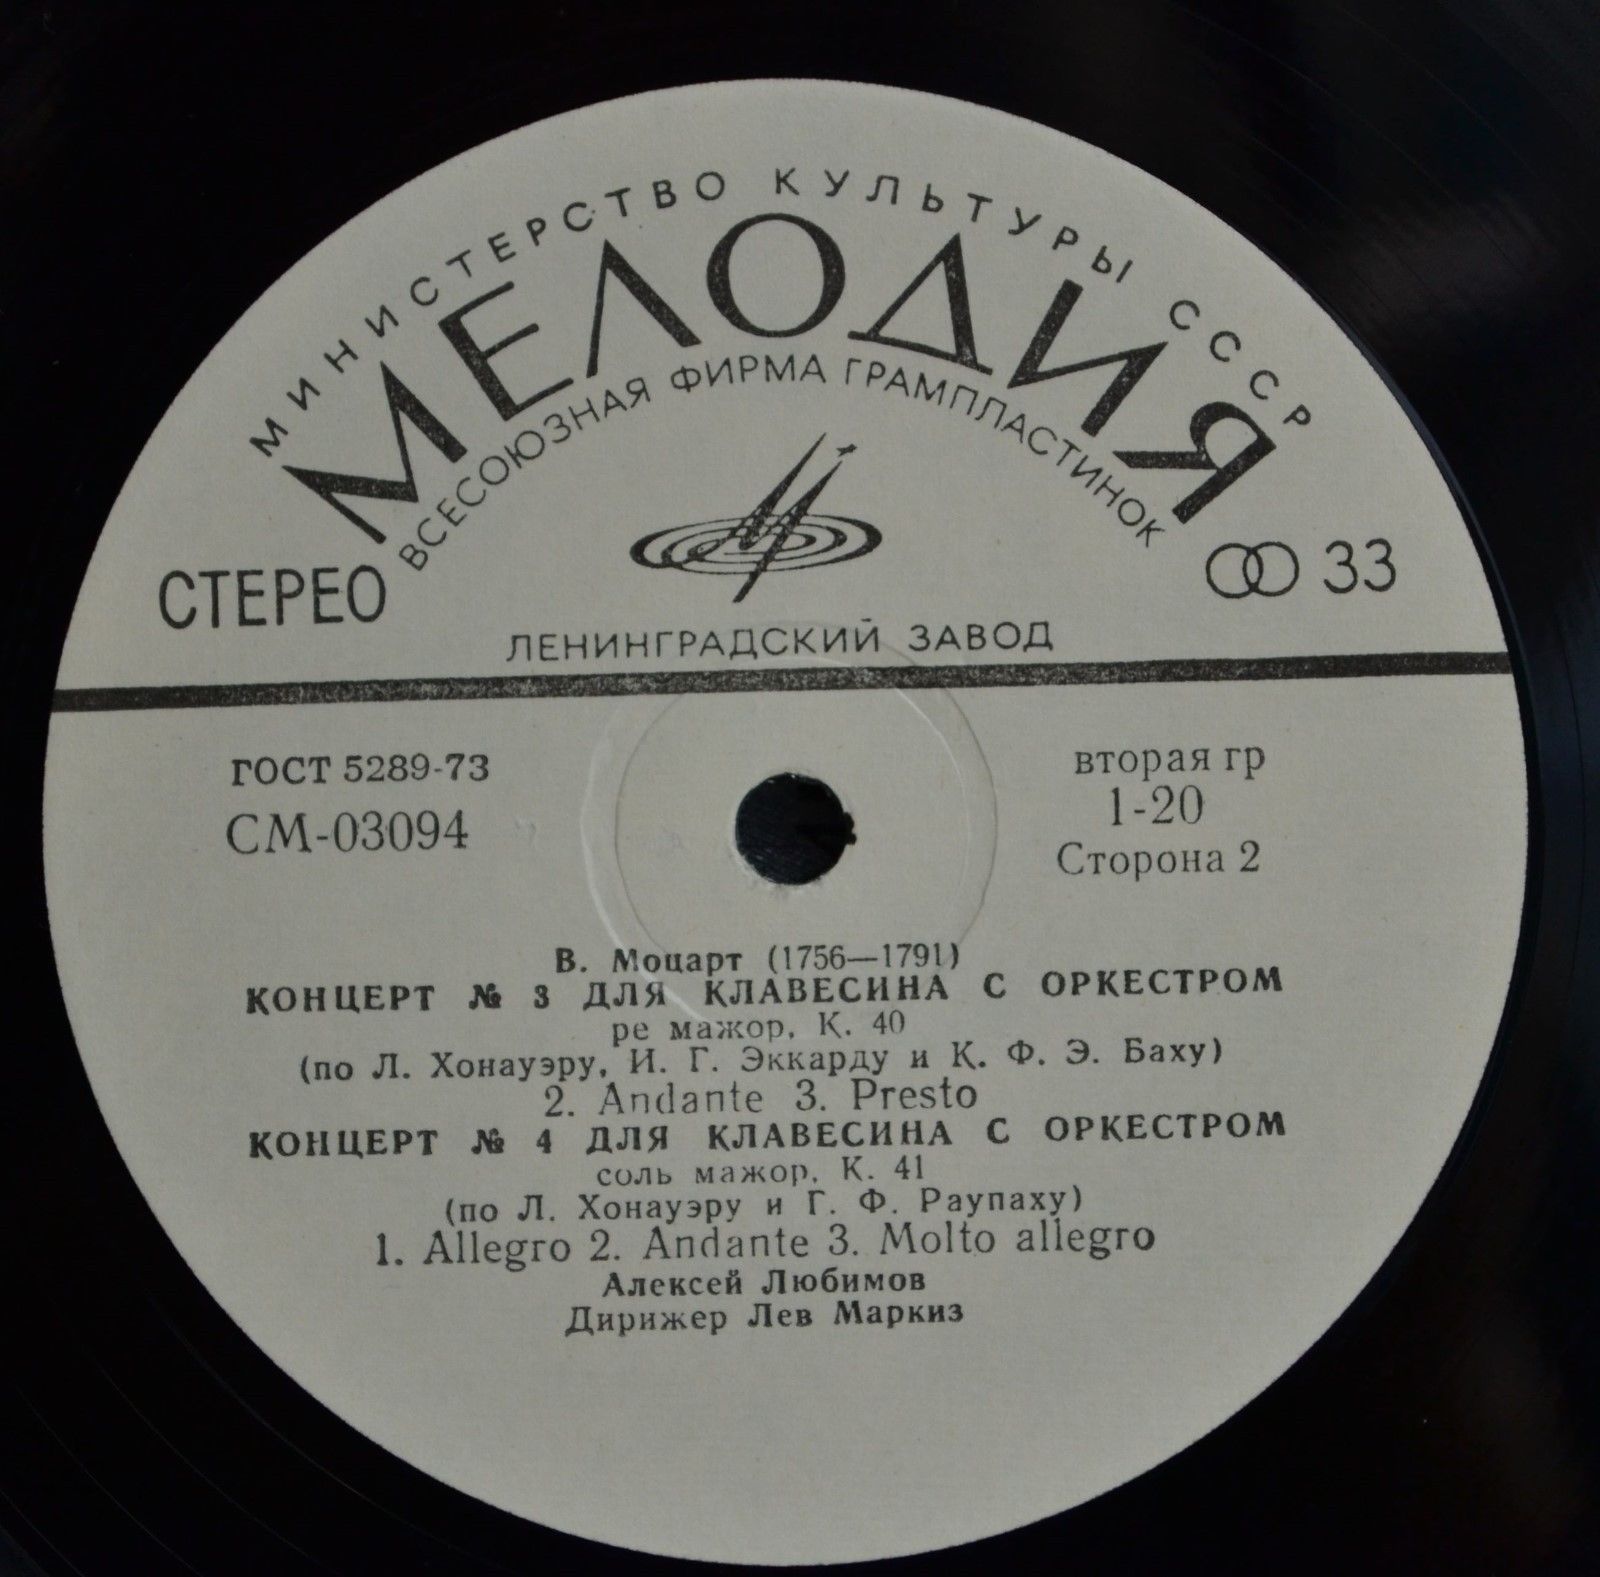 МИНИСТЕРСТВО КУЛЬТУРЫ СССР
МЕЛОДИЯ
ВСЕСОЮЗНАЯ ФИРМА ГРАМПЛАСТИНОК
СТЕРЕО
33
ЛЕНИНГРАДСКИЙ ЗАВОД
ГОСТ 5289-73
СМ-03094
вторая гр
1-20
Сторона 2
В. Моцарт (1756—1791)
КОНЦЕРТ № 3 ДЛЯ КЛАВЕСИНА С ОРКЕСТРОМ
ре мажор, К. 40
(по Л. Хонауэру, И. Г. Эккарду и К. Ф. Э. Баху)
2. Andante 3. Presto
КОНЦЕРТ № 4 ДЛЯ КЛАВЕСИНА С ОРКЕСТРОМ
соль мажор, К. 41
(по Л. Хонауэру и Г. Ф. Раупаху)
1. Allegro 2. Andante 3. Molto allegro
Алексей Любимов
Дирижер Лев Маркиз